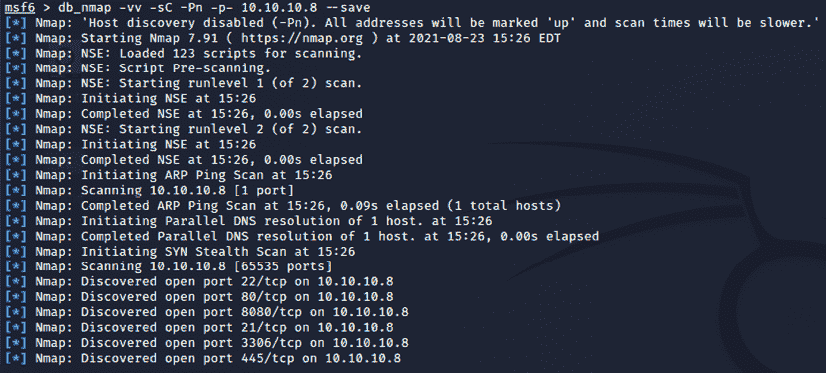 msf6 > db_nmap -vv -sC -Pn -p- 10.10.10.8 --save
[*] Nmap: 'Host discovery disabled (-Pn). All addresses will be marked 'up' and scan times will be slower.'
[*] Nmap: Starting Nmap 7.91 ( https://nmap.org ) at 2021-08-23 15:26 EDT
[*] Nmap: NSE: Loaded 123 scripts for scanning.
[*] Nmap: NSE: Script Pre-scanning.
[*] Nmap: NSE: Starting runlevel 1 (of 2) scan.
[*] Nmap: Initiating NSE at 15:26
[*] Nmap: Completed NSE at 15:26, 0.00s elapsed
[*] Nmap: NSE: Starting runlevel 2 (of 2) scan.
[*] Nmap: Initiating NSE at 15:26
[*] Nmap: Completed NSE at 15:26, 0.00s elapsed
[*] Nmap: Initiating ARP Ping Scan at 15:26
[*] Nmap: Scanning 10.10.10.8 [1 port]
[*] Nmap: Completed ARP Ping Scan at 15:26, 0.09s elapsed (1 total hosts)
[*] Nmap: Initiating Parallel DNS resolution of 1 host. at 15:26
[*] Nmap: Completed Parallel DNS resolution of 1 host. at 15:26, 0.00s elapsed
[*] Nmap: Initiating SYN Stealth Scan at 15:26
[*] Nmap: Scanning 10.10.10.8 [65535 ports]
[*] Nmap: Discovered open port 22/tcp on 10.10.10.8
[*] Nmap: Discovered open port 80/tcp on 10.10.10.8
[*] Nmap: Discovered open port 8080/tcp on 10.10.10.8
[*] Nmap: Discovered open port 21/tcp on 10.10.10.8
[*] Nmap: Discovered open port 3306/tcp on 10.10.10.8
[*] Nmap: Discovered open port 445/tcp on 10.10.10.8